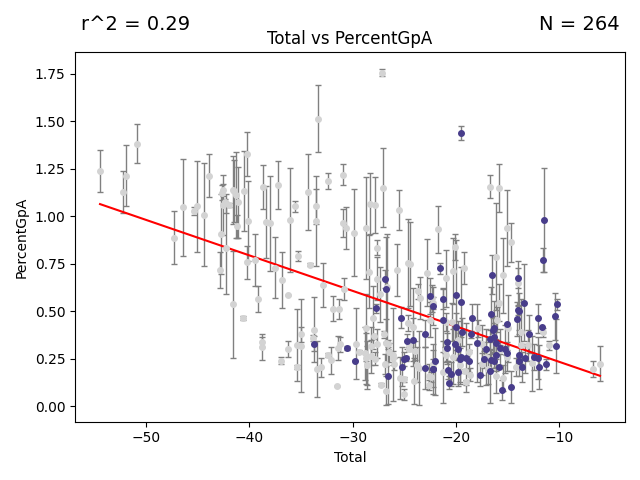 r^2 = 0.29
N = 264
Total vs PercentGpA
PercentGpA
1.75
1.50
1.25
1.00
0.75
0.50
0.25
0.00
−50
−40
−30
−20
−10
Total